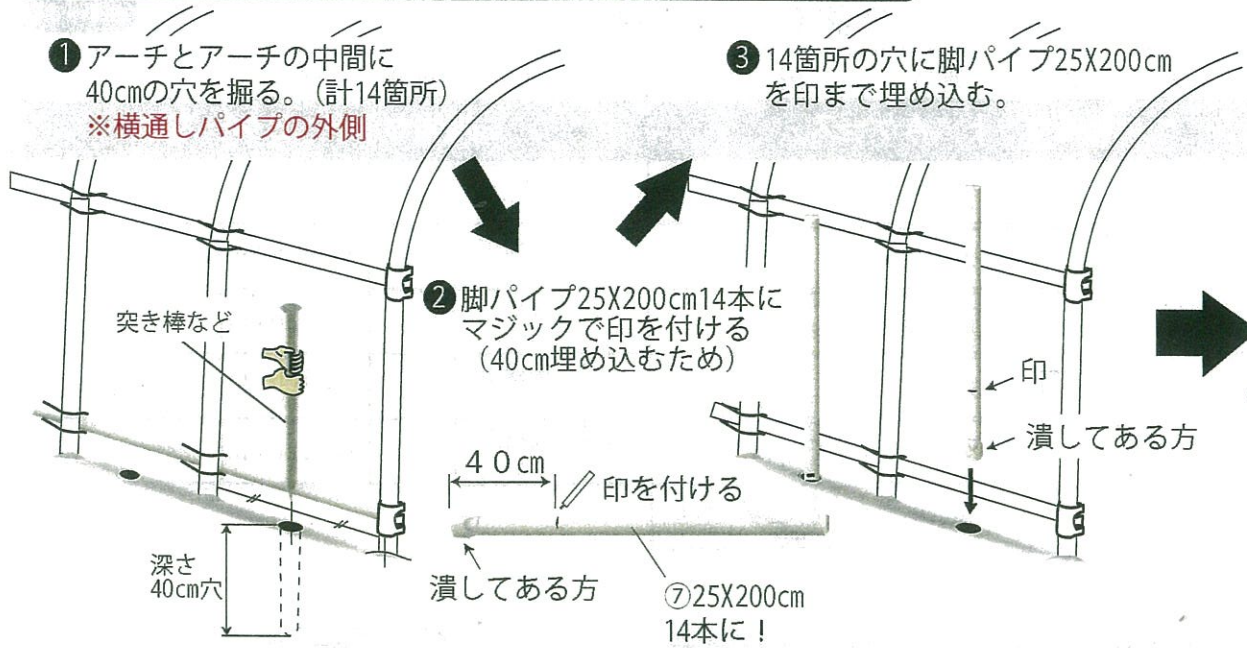 ❶アーチとアーチの中間に
40cmの穴を掘る。(計14箇所)
※横通しパイプの外側
突き棒など
深さ
40cm穴
❷脚パイプ25X200cm14本に
マジックで印を付ける
(40cm埋め込むため)
40cm
印を付ける
潰してある方
⑦25X200cm
14本に!
❸14箇所の穴に脚パイプ25X200cm
を印まで埋め込む。
印
潰してある方